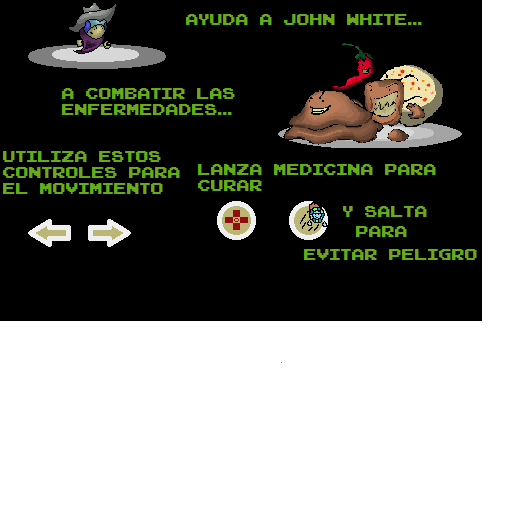 AYUDA A JOHN WHITE...
A COMBATIR LAS
ENFERMEDADES...
UTILIZA ESTOS
CONTROLES PARA
EL MOVIMIENTO
LANZA MEDICINA PARA
CURAR
Y SALTA
PARA
EVITAR PELIGRO